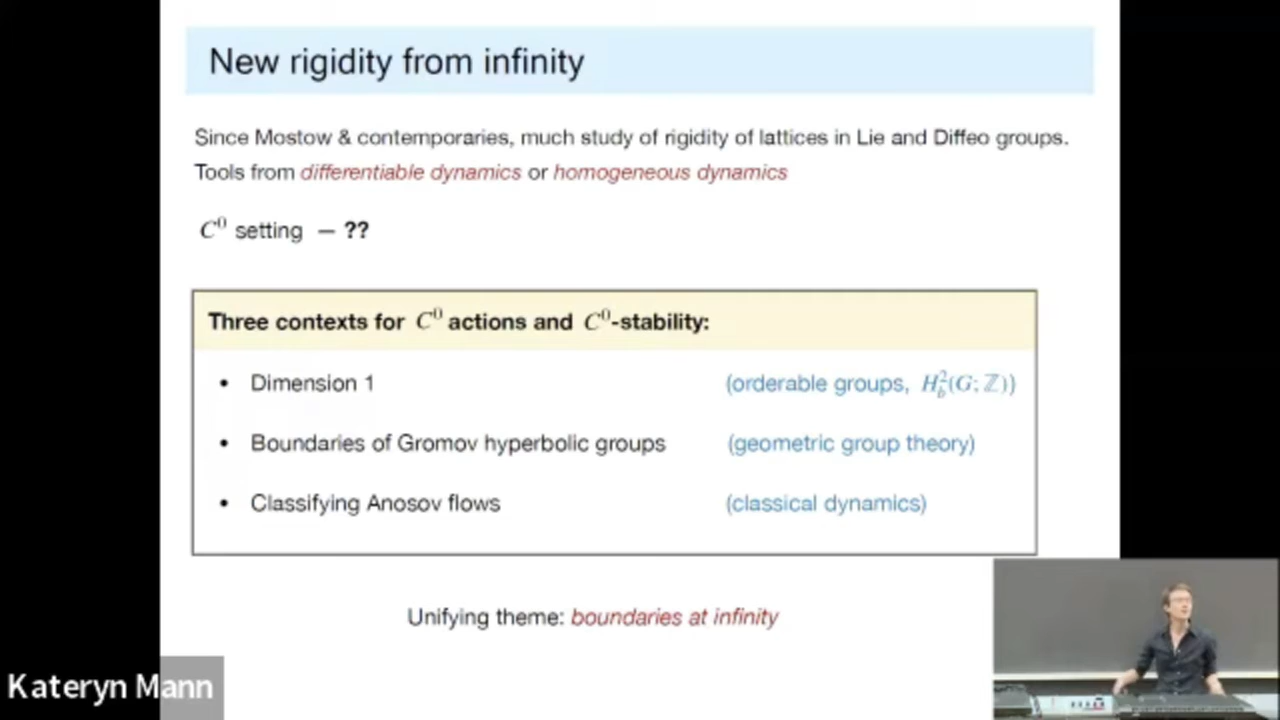 New rigidity from infinity
Since Mostow & contemporaries, much study of rigidity of lattices in Lie and Diffeo groups.
Tools from differentiable dynamics or homogeneous dynamics
C⁰ setting — ??
Three contexts for C⁰ actions and C⁰-stability:
• Dimension 1 (orderable groups, H²_b(G; ℤ))
• Boundaries of Gromov hyperbolic groups (geometric group theory)
• Classifying Anosov flows (classical dynamics)
Unifying theme: boundaries at infinity
Kateryn Mann